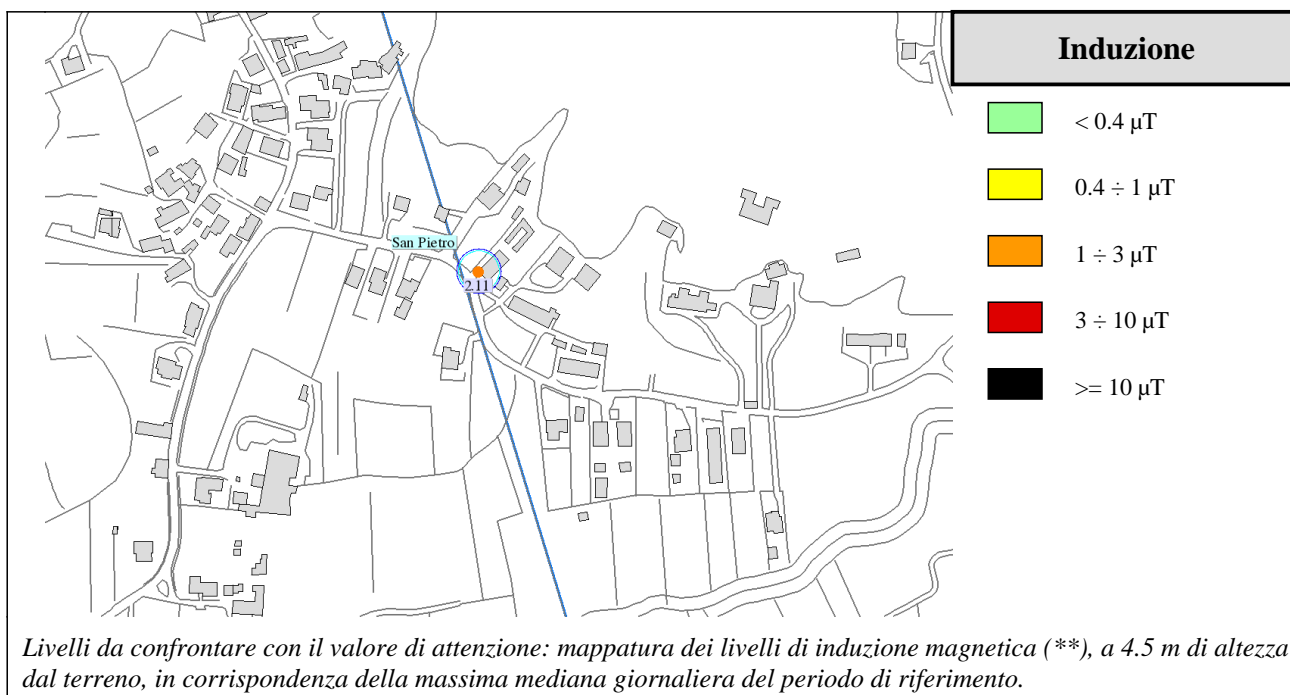 Induzione
< 0.4 µT
0.4 ÷ 1 µT
1 ÷ 3 µT
3 ÷ 10 µT
>= 10 µT
San Pietro
2.11
Livelli da confrontare con il valore di attenzione: mappatura dei livelli di induzione magnetica (**), a 4.5 m di altezza
dal terreno, in corrispondenza della massima mediana giornaliera del periodo di riferimento.